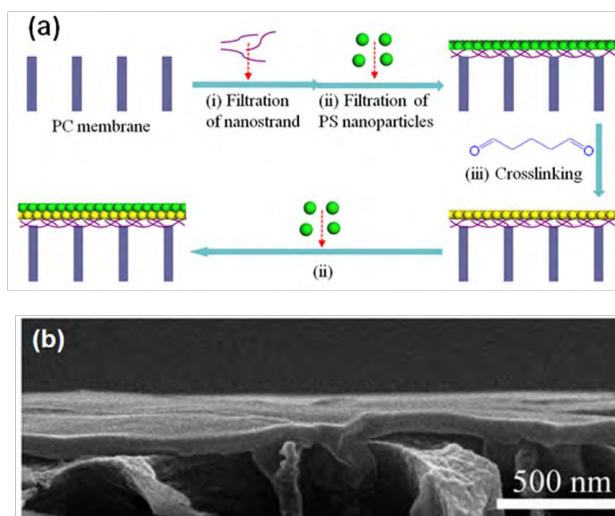 (a)
(i) Filtration (ii) Filtration of
of nanostrand PS nanoparticles
PC membrane
O O
(iii) Crosslinking
(ii)
(b)
500 nm